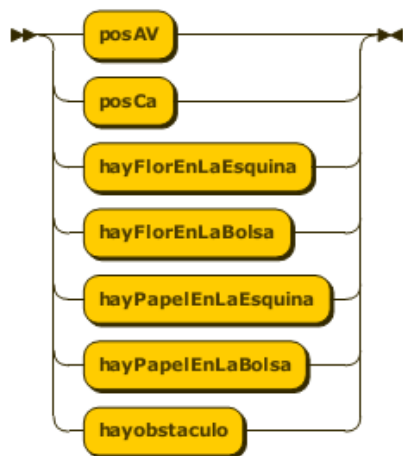 posAV
posCa
hayFlorEnLaEsquina
hayFlorEnLaBolsa
hayPapelEnLaEsquina
hayPapelEnLaBolsa
hayobstaculo